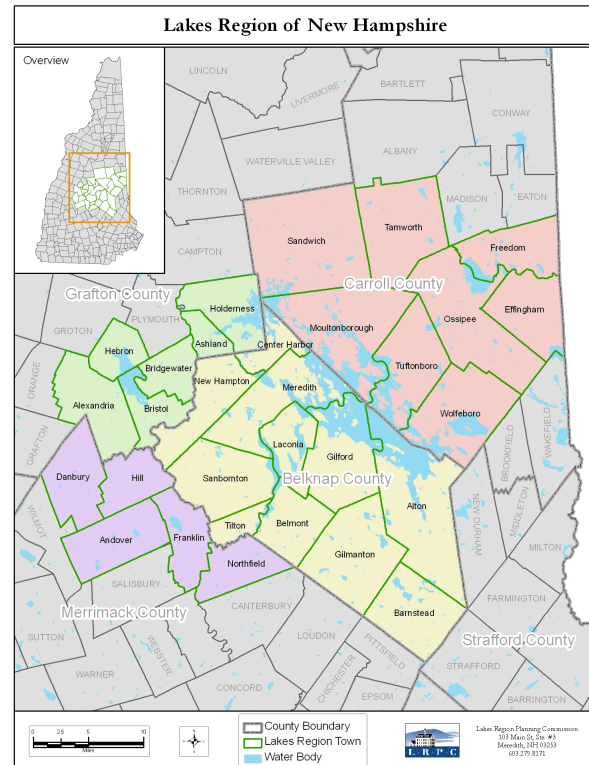 Lakes Region of New Hampshire
Overview
LINCOLN
LIVERMORE
BARTLETT
CONWAY
WATERVILLE VALLEY
ALBANY
THORNTON
MADISON
EATON
Sandwich
Tamworth
Freedom
CAMPTON
Carroll County
Grafton County
Holderness
Effingham
PLYMOUTH
Ossipee
GROTON
Moultonborough
Ashland
Center Harbor
Hebron
Bridgewater
Tuftonboro
ORANGE
New Hampton
Meredith
Alexandria
Bristol
Wolfeboro
GRAFTON
Laconia
BROOKFIELD
WAKEFIELD
Gilford
Danbury
Hill
Sanbornton
Belknap County
Alton
WILMOT
NEW DURHAM
MIDDLETON
Tilton
Belmont
Andover
Franklin
MILTON
Gilmanton
Northfield
SALISBURY
FARMINGTON
Merrimack County
CANTERBURY
Barnstead
SUTTON
WEBSTER
LOUDON
PITTSFIELD
Strafford County
WARNER
CHICHESTER
STRAFFORD
CONCORD
EPSOM
BARRINGTON
0 2.5 5 10
Miles
County Boundary
Lakes Region Town
Water Body
L R P C
Lakes Region Planning Commission
103 Main St, Ste #3
Meredith, NH 03253
603 279 8171